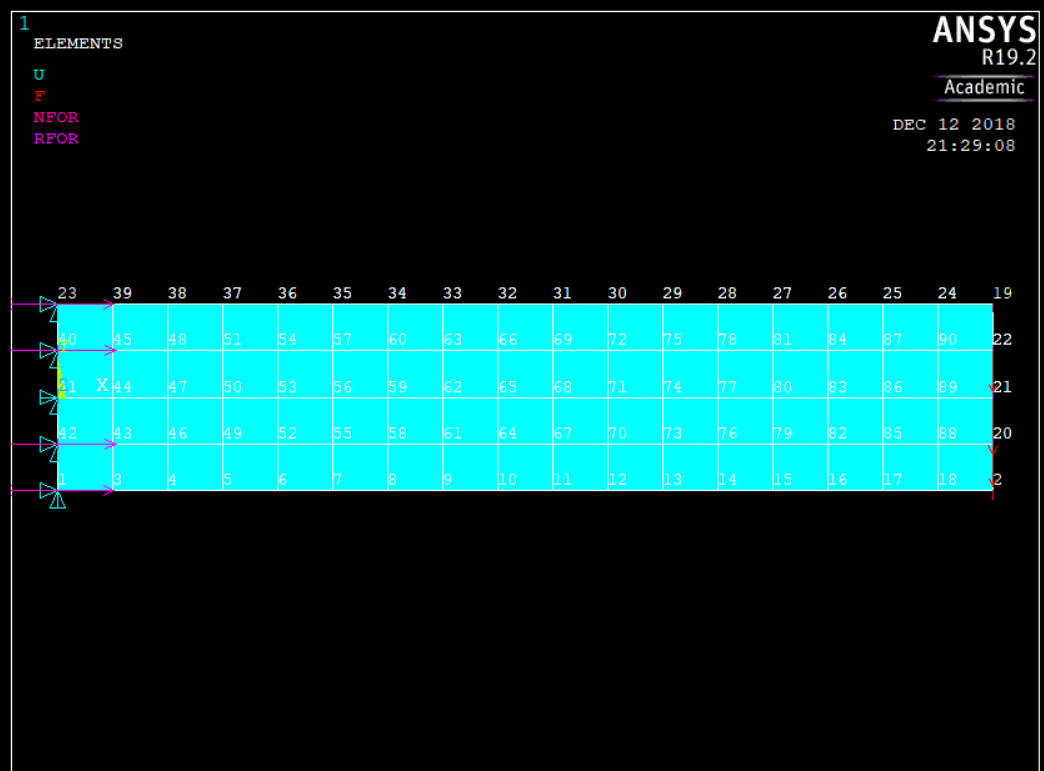 1
ELEMENTS
U
F
NFOR
RFOR
ANSYS
R19.2
Academic
DEC 12 2018
21:29:08
23 39 38 37 36 35 34 33 32 31 30 29 28 27 26 25 24 19
40 45 48 51 54 57 60 63 66 69 72 75 78 81 84 87 90 22
41 X 44 47 50 53 56 59 62 65 68 71 74 77 80 83 86 89 21
42 43 46 49 52 55 58 61 64 67 70 73 76 79 82 85 88 20
1 3 4 5 6 7 8 9 10 11 12 13 14 15 16 17 18 2